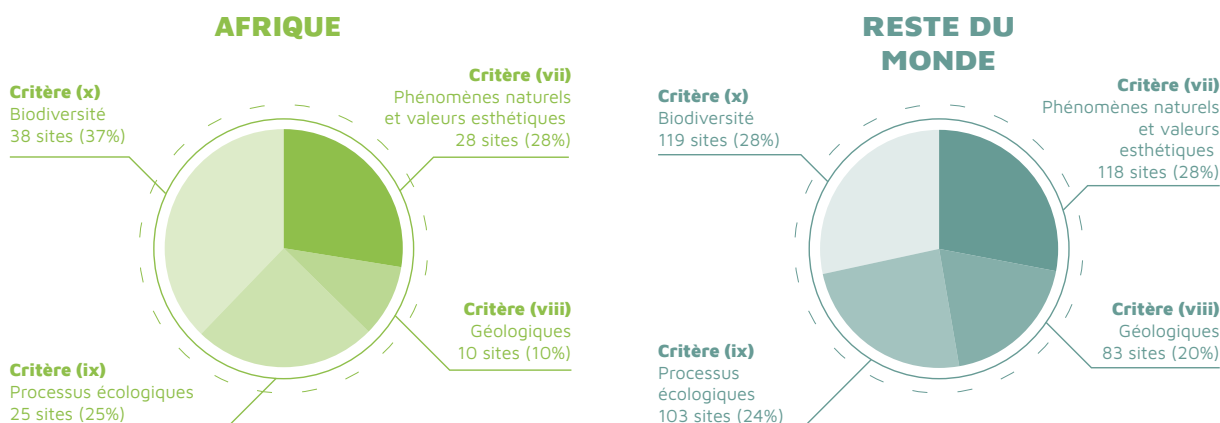 AFRIQUE
Critère (x)
Biodiversité
38 sites (37%)
Critère (vii)
Phénomènes naturels
et valeurs esthétiques
28 sites (28%)
Critère (viii)
Géologiques
10 sites (10%)
Critère (ix)
Processus écologiques
25 sites (25%)
RESTE DU
MONDE
Critère (x)
Biodiversité
119 sites (28%)
Critère (vii)
Phénomènes naturels
et valeurs
esthétiques
118 sites (28%)
Critère (viii)
Géologiques
83 sites (20%)
Critère (ix)
Processus
écologiques
103 sites (24%)